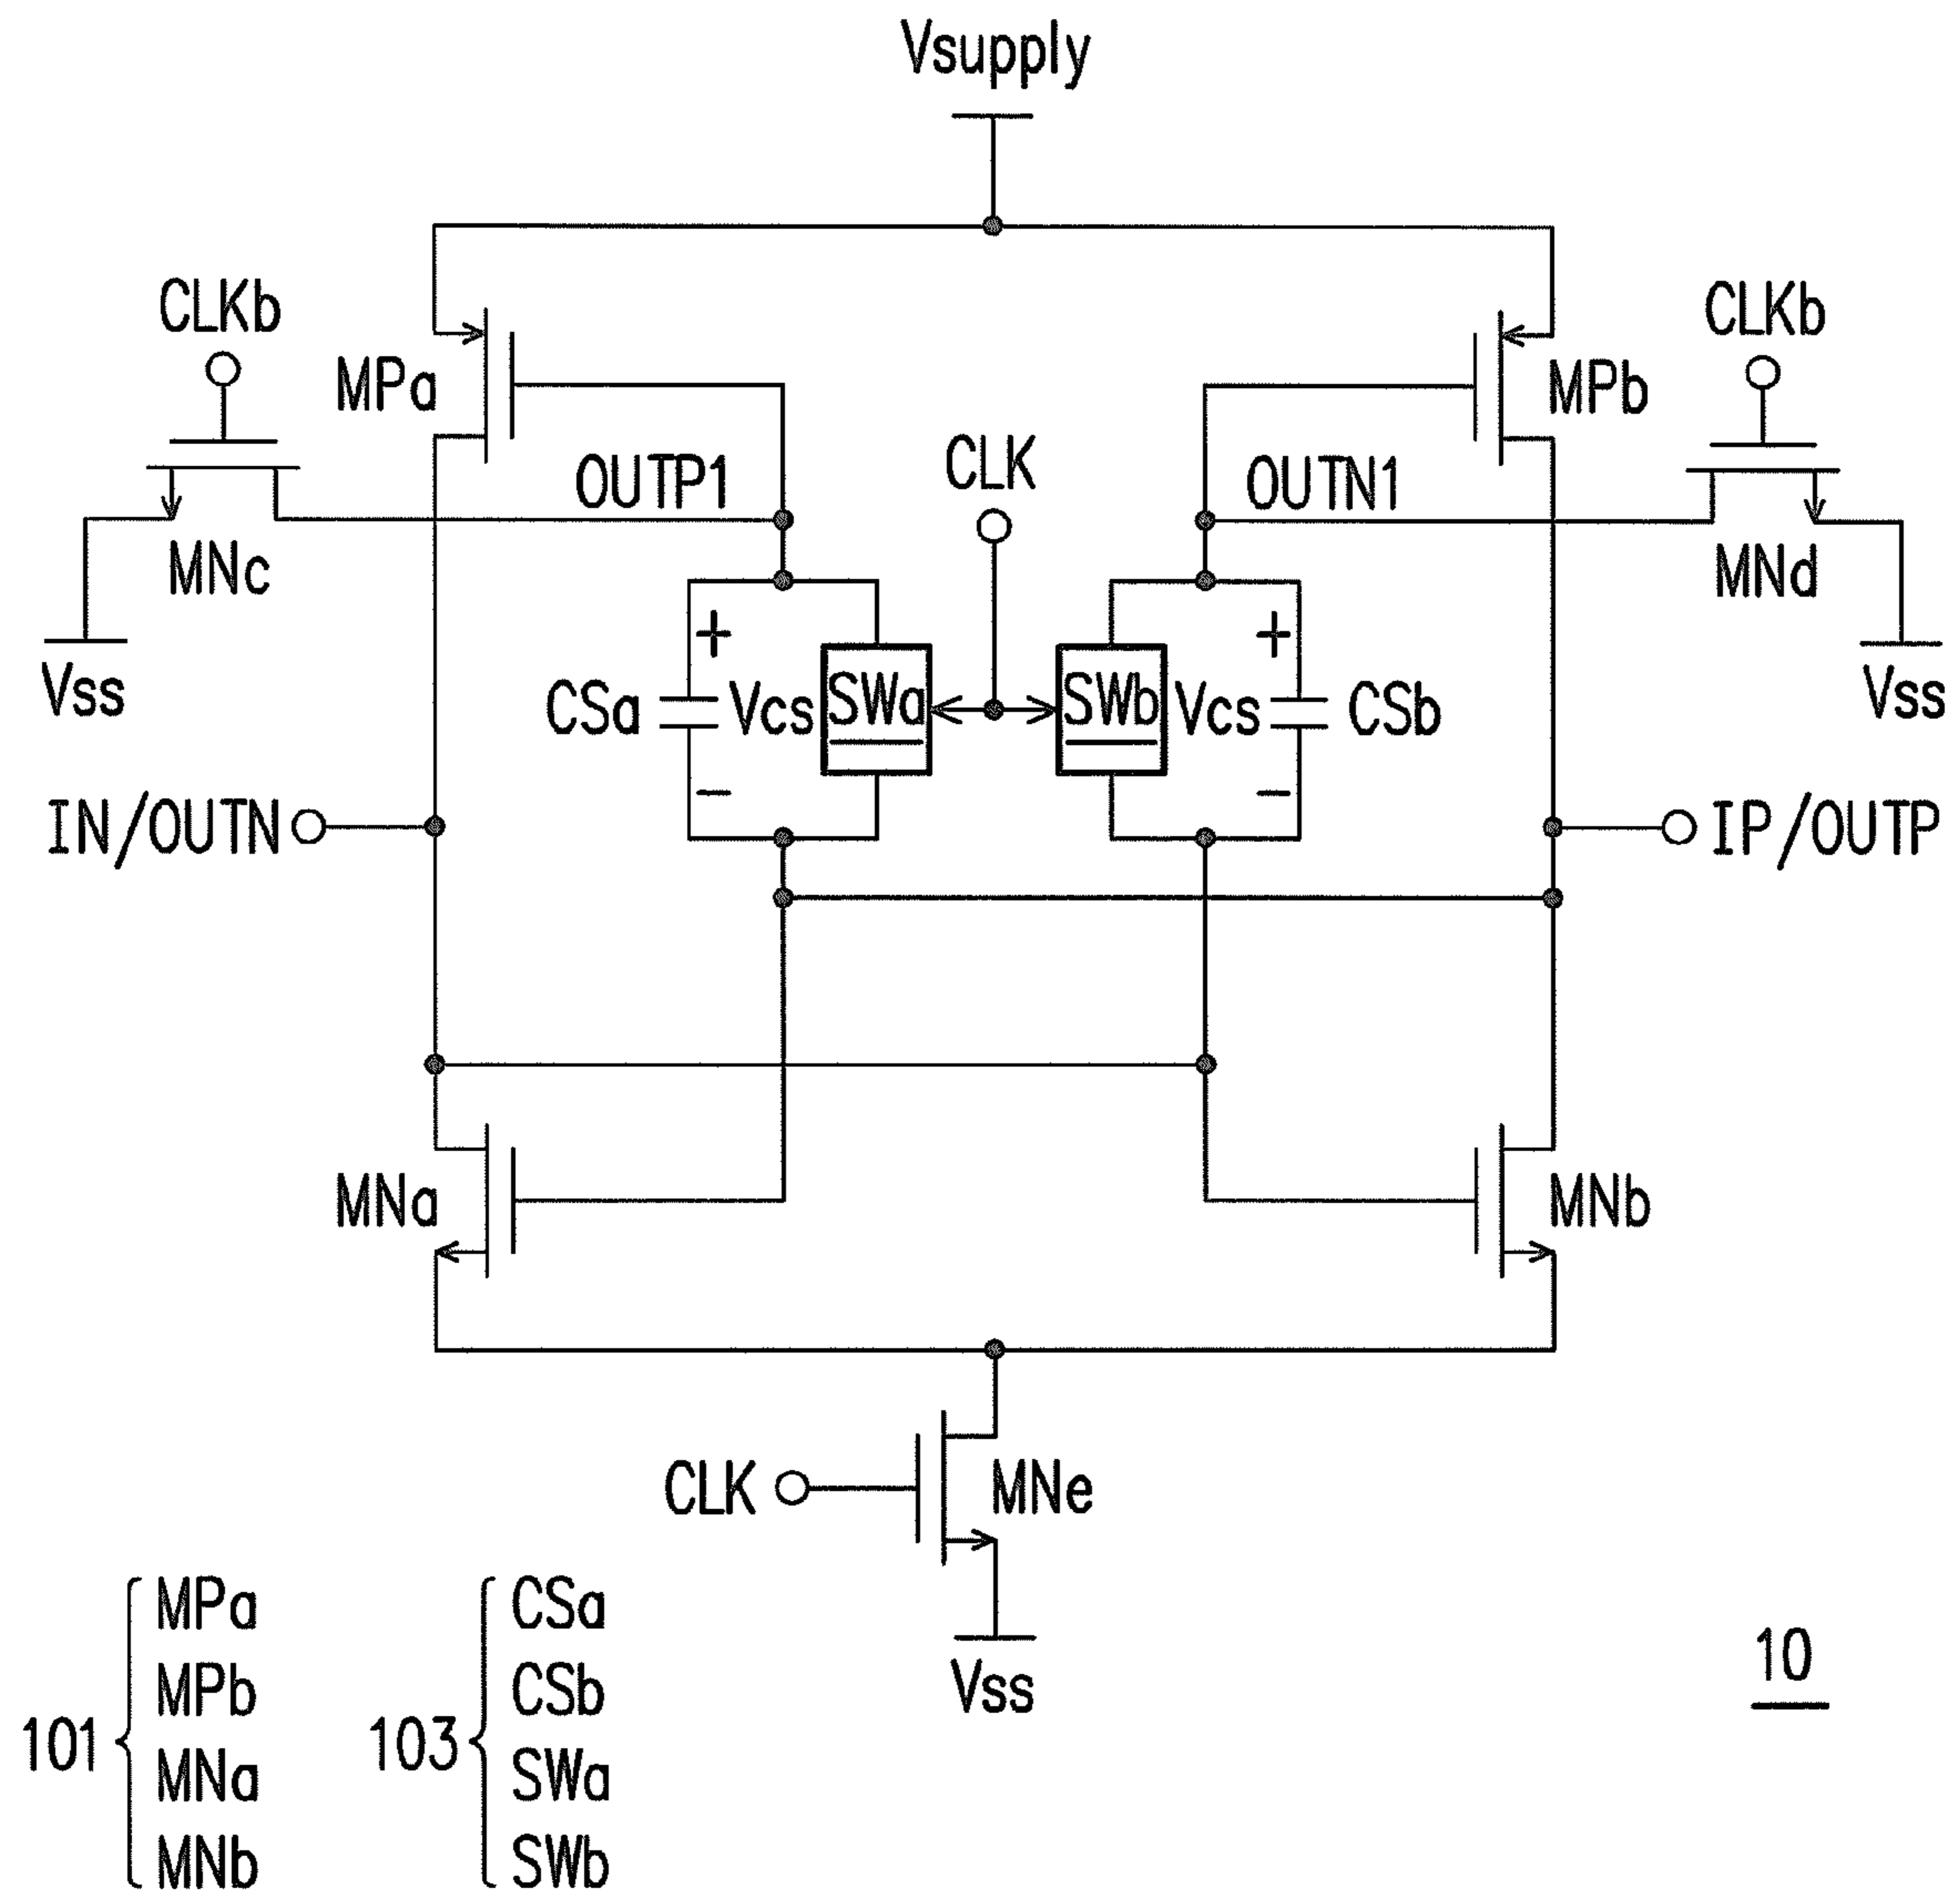 Vsupply
CLKb
CLKb
MPa
MPb
CLK
OUTP1
OUTN1
MNc
MNd
+
+
Vss
CSa
Vcs
SWa
SWb
Vcs
CSb
Vss
−
−
IN/OUTN
IP/OUTP
MNa
MNb
CLK
MNe
Vss
101
MPa
MPb
MNa
MNb
103
CSa
CSb
SWa
SWb
10